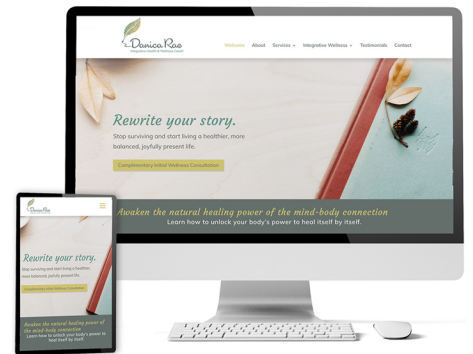 Danica Rao
Integrative Health & Wellness Coach
Welcome About Services Integrative Wellness Testimonials Contact
Rewrite your story.
Stop surviving and start living a healthier, more
balanced, joyfully present life.
Complimentary Initial Wellness Consultation
Awaken the natural healing power of the mind-body connection
Learn how to unlock your body's power to heal itself by itself.
Danica Rao
Rewrite your story.
Stop surviving and start living a healthier,
more balanced, joyfully present life.
Complimentary Initial Wellness Consultation
Awaken the natural healing power of
the mind-body connection
Learn how to unlock your body's power to
heal itself by itself.